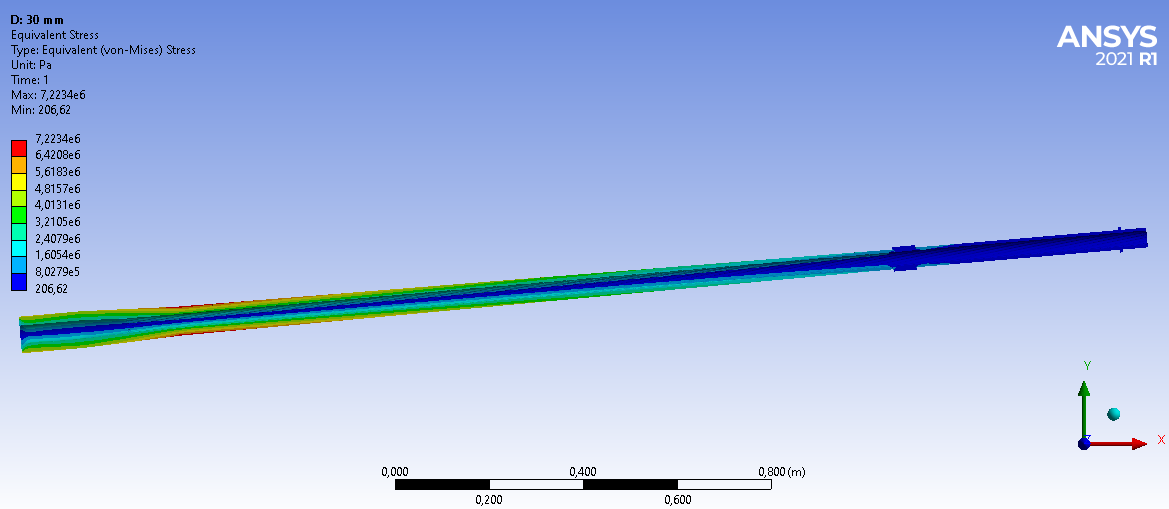 D: 30 mm
Equivalent Stress
Type: Equivalent (von-Mises) Stress
Unit: Pa
Time: 1
Max: 7,2234e6
Min: 206,62
ANSYS
2021 R1
7,2234e6
6,4208e6
5,6183e6
4,8157e6
4,0131e6
3,2105e6
2,4079e6
1,6054e6
8,0279e5
206,62
Y
X
0,000
0,400
0,800 (m)
0,200
0,600